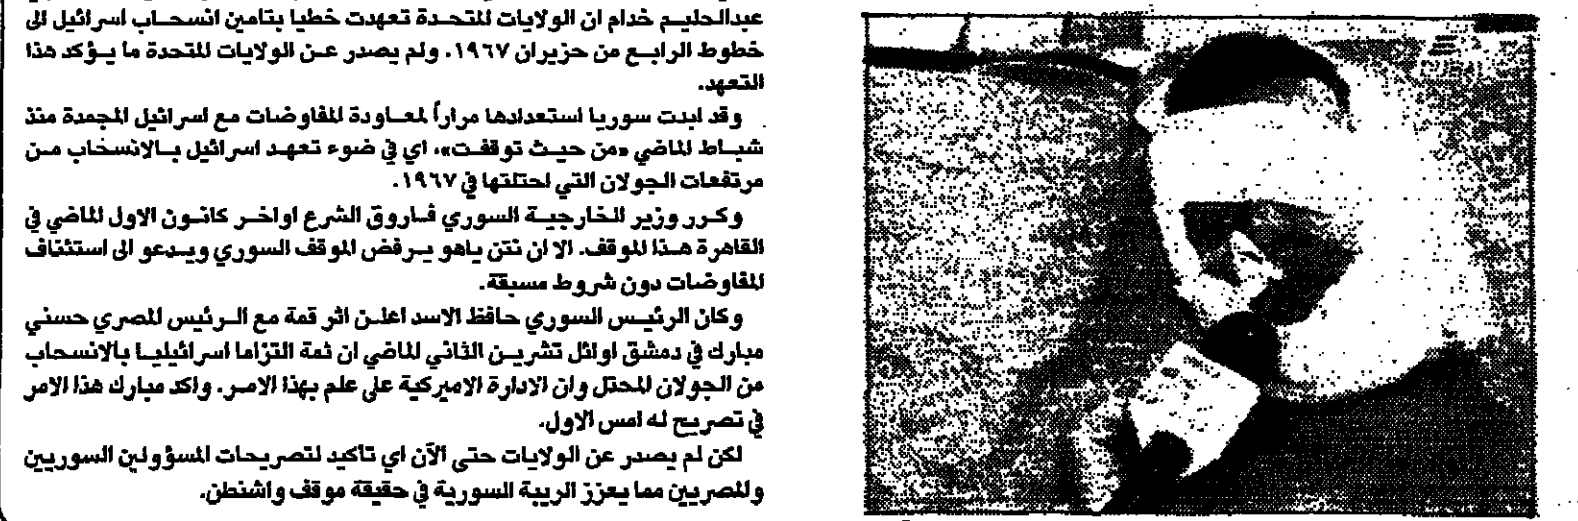 عبدالحليم خدام ان الولايات المتحدة تعهدت خطيا بتامين انسحاب اسرائيل الى
خطوط الرابع من حزيران ١٩٦٧. ولم يصدر عن الولايات المتحدة ما يؤكد هذا
التعهد.
وقد ابدت سوريا استعدادها مراراً لمعاودة المفاوضات مع اسرائيل المجمدة منذ
شباط الماضي «من حيث توقفت»، اي في ضوء تعهد اسرائيل بالانسحاب من
مرتفعات الجولان التي احتلتها في ١٩٦٧.
وكرر وزير الخارجية السوري فاروق الشرع اواخر كانون الاول الماضي في
القاهرة هذا الموقف. الا ان نتن ياهو يرفض الموقف السوري ويدعو الى استئناف
المفاوضات دون شروط مسبقة.
وكان الرئيس السوري حافظ الاسد اعلن اثر قمة مع الرئيس المصري حسني
مبارك في دمشق اوائل تشرين الثاني الماضي ان ثمة التزاما اسرائيليا بالانسحاب
من الجولان المحتل وان الادارة الاميركية على علم بهذا الامر. واكد مبارك هذا الامر
في تصريح له امس الاول.
لكن لم يصدر عن الولايات حتى الآن اي تاكيد لتصريحات المسؤولين السوريين
والمصريين مما يعزز الريبة السورية في حقيقة موقف واشنطن.